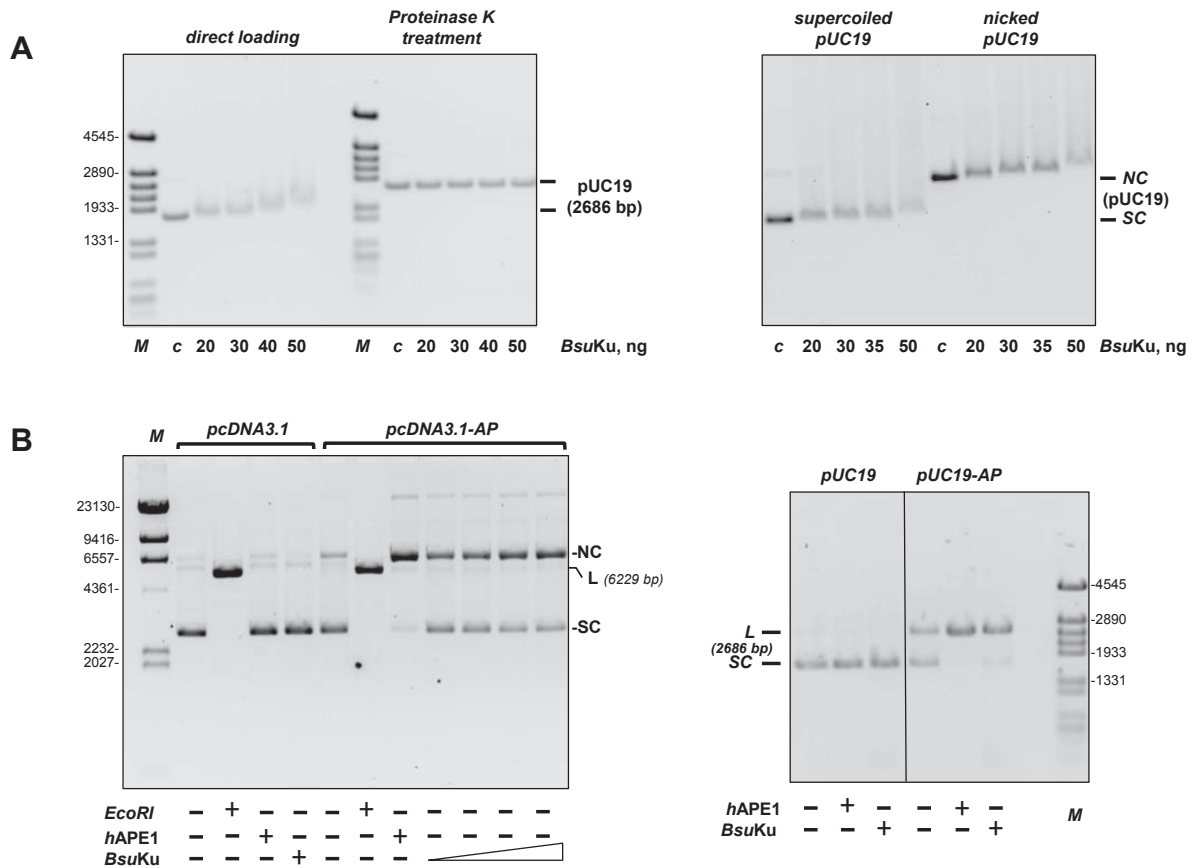 A
direct loading
Proteinase K
treatment
4545-
2890-
1933-
1331-
pUC19
(2686 bp)
M c 20 30 40 50 M c 20 30 40 50 BsuKu, ng
supercoiled
pUC19
nicked
pUC19
NC
(pUC19)
SC
c 20 30 35 50 c 20 30 35 50 BsuKu, ng
B
M pcDNA3.1 pcDNA3.1-AP
23130-
9416-
6557-
4361-
2232-
2027-
-NC
L (6229 bp)
-SC
EcoRI − + − − − + − − − − −
hAPE1 − − + − − − + − − − −
BsuKu − − − + − − −
pUC19 pUC19-AP
L
(2686 bp)
SC
-4545
-2890
-1933
-1331
hAPE1 − + − − + −
BsuKu − − + − − +
M